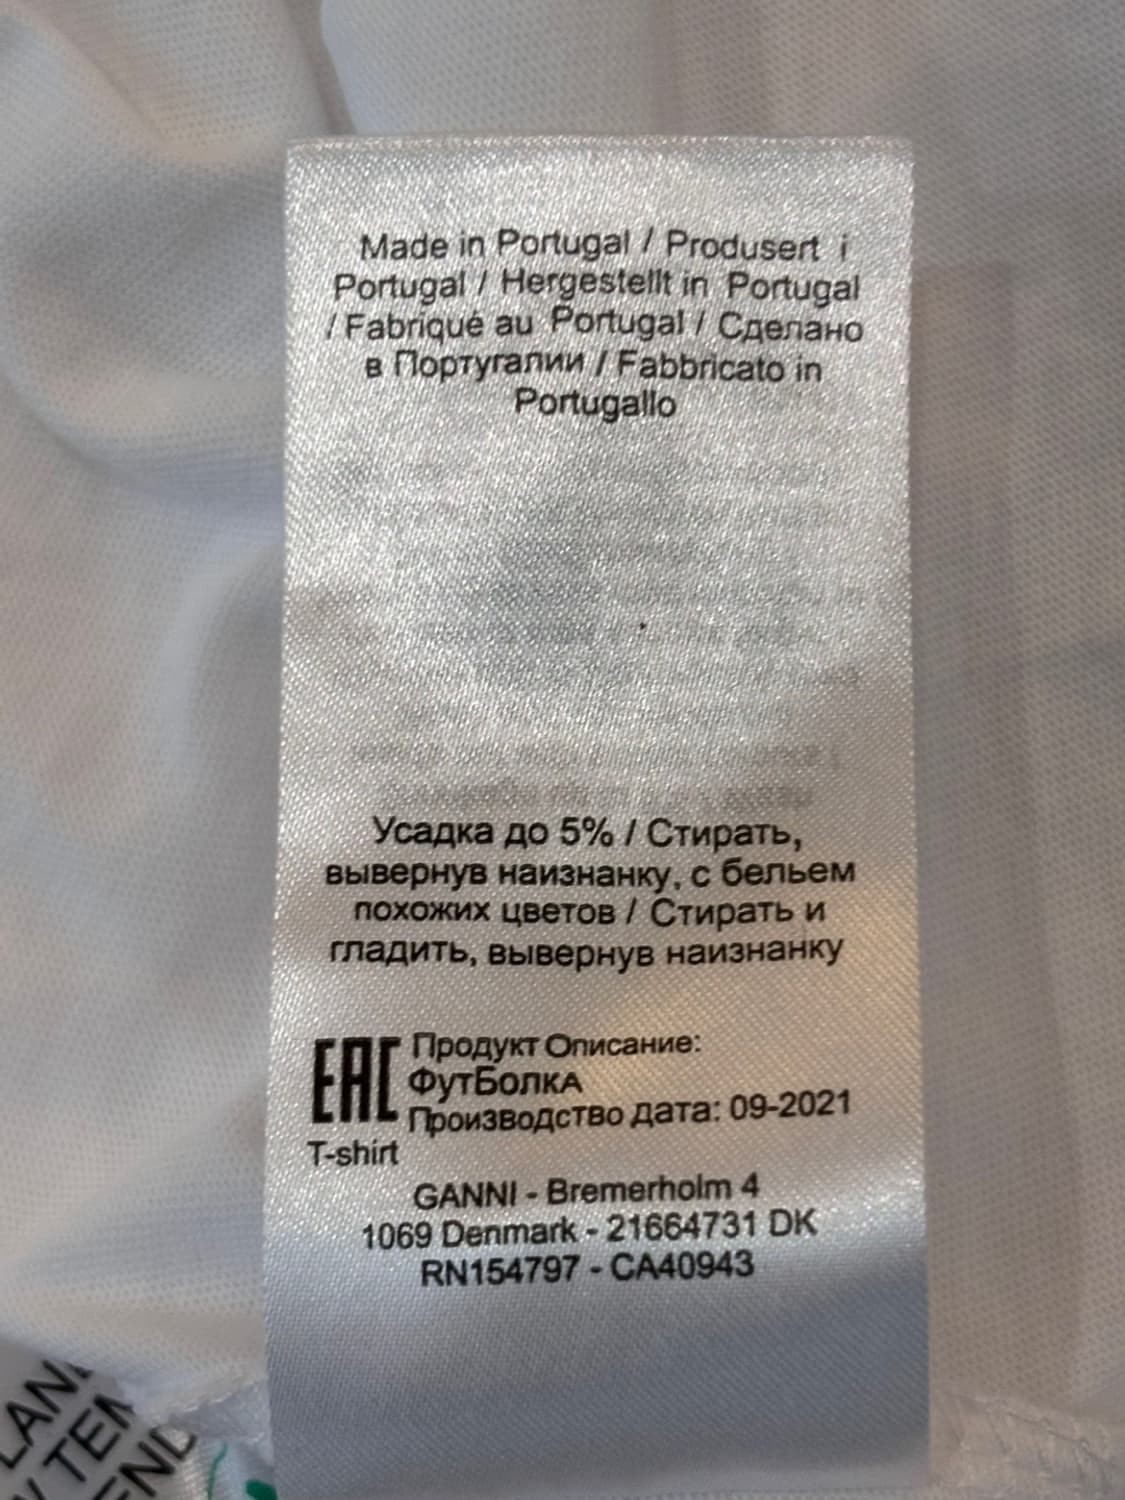 Made in Portugal / Produsert i
Portugal / Hergestellt in Portugal
/ Fabriqué au Portugal / Сделано
в Португалии / Fabbricato in
Portugallo
Усадка до 5% / Стирать,
вывернув наизнанку, с бельем
похожих цветов / Стирать и
гладить, вывернув наизнанку
EAC Продукт Описание:
ФутБолкА
Производство дата: 09-2021
T-shirt
GANNI - Bremerholm 4
1069 Denmark - 21664731 DK
RN154797 - CA40943